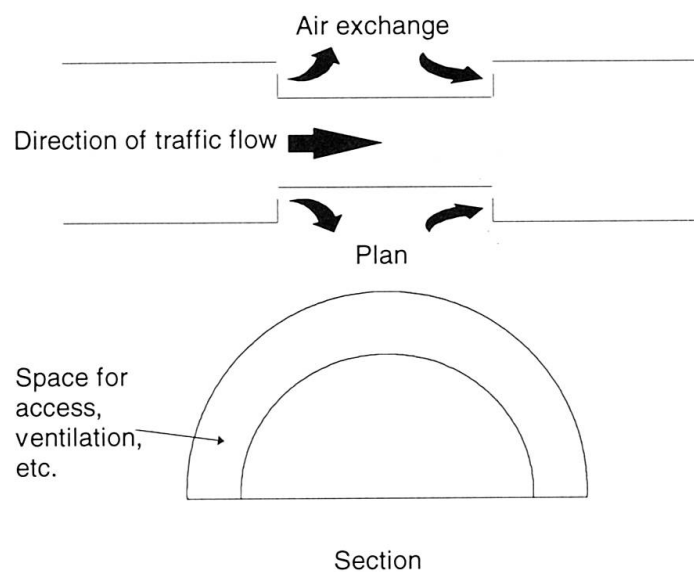 Air exchange
Direction of traffic flow
Plan
Space for
access,
ventilation,
etc.
Section